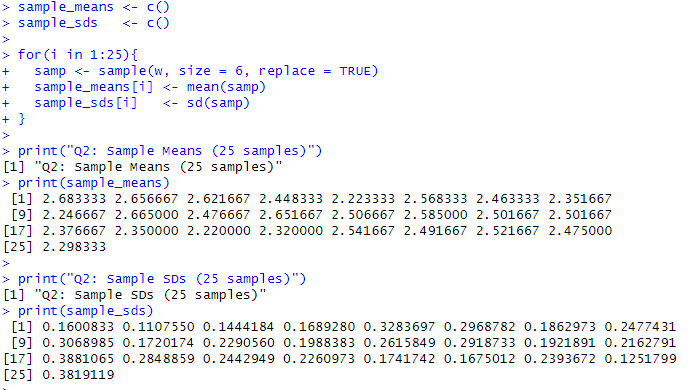 > sample_means <- c()
> sample_sds   <- c()
>
> for(i in 1:25){
+   samp <- sample(w, size = 6, replace = TRUE)
+   sample_means[i] <- mean(samp)
+   sample_sds[i]   <- sd(samp)
+ }
>
> print("Q2: Sample Means (25 samples)")
[1] "Q2: Sample Means (25 samples)"
> print(sample_means)
 [1] 2.683333 2.656667 2.621667 2.448333 2.223333 2.568333 2.463333 2.351667
 [9] 2.246667 2.665000 2.476667 2.651667 2.506667 2.585000 2.501667 2.501667
[17] 2.376667 2.350000 2.220000 2.320000 2.541667 2.491667 2.521667 2.475000
[25] 2.298333
>
> print("Q2: Sample SDs (25 samples)")
[1] "Q2: Sample SDs (25 samples)"
> print(sample_sds)
 [1] 0.1600833 0.1107550 0.1444184 0.1689280 0.3283697 0.2968782 0.1862973 0.2477431
 [9] 0.3068985 0.1720174 0.2290560 0.1988383 0.2615849 0.2918733 0.1921891 0.2162791
[17] 0.3881065 0.2848859 0.2442949 0.2260973 0.1741742 0.1675012 0.2393672 0.1251799
[25] 0.3819119